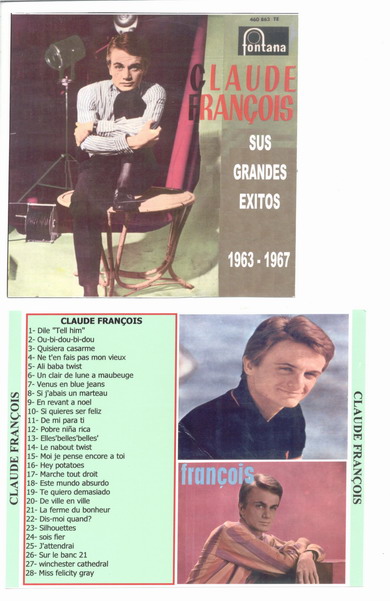 460 863 TE
fontana
CLAUDE
FRANÇOIS
SUS
GRANDES
EXITOS
1963 - 1967
CLAUDE FRANÇOIS
CLAUDE FRANÇOIS
1- Dile "Tell him"
2- Ou-bi-dou-bi-dou
3- Quisiera casarme
4- Ne t'en fais pas mon vieux
5- Ali baba twist
6- Un clair de lune a maubeuge
7- Venus en blue jeans
8- Si j'abais un marteau
9- En revant a noel
10- Si quieres ser feliz
11- De mi para ti
12- Pobre niña rica
13- Elles'belles'belles'
14- Le nabout twist
15- Moi je pense encore a toi
16- Hey potatoes
17- Marche tout droit
18- Este mundo absurdo
19- Te quiero demasiado
20- De ville en ville
21- La ferme du bonheur
22- Dis-moi quand?
23- Silhouettes
24- sois fier
25- J'attendrai
26- Sur le banc 21
27- winchester cathedral
28- Miss felicity gray
françois
CLAUDE FRANÇOIS